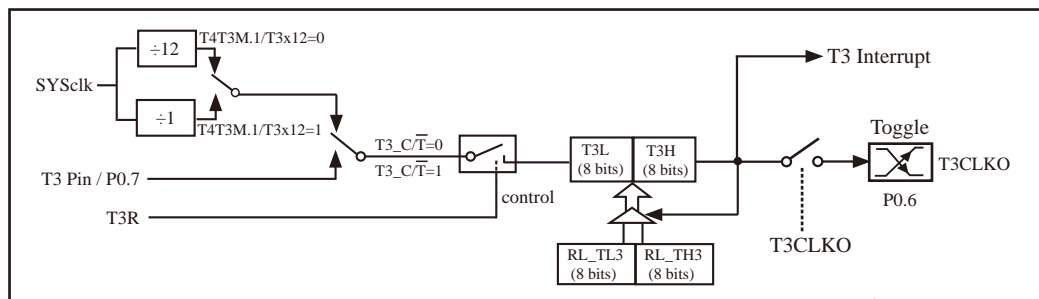 ÷12
T4T3M.1/T3x12=0
SYSclk
÷1
T4T3M.1/T3x12=1
T3 Pin / P0.7
T3_C/T̅=0
T3_C/T̅=1
T3R
control
T3L
(8 bits)
T3H
(8 bits)
RL_TL3
(8 bits)
RL_TH3
(8 bits)
T3 Interrupt
Toggle
T3CLKO
P0.6
T3CLKO